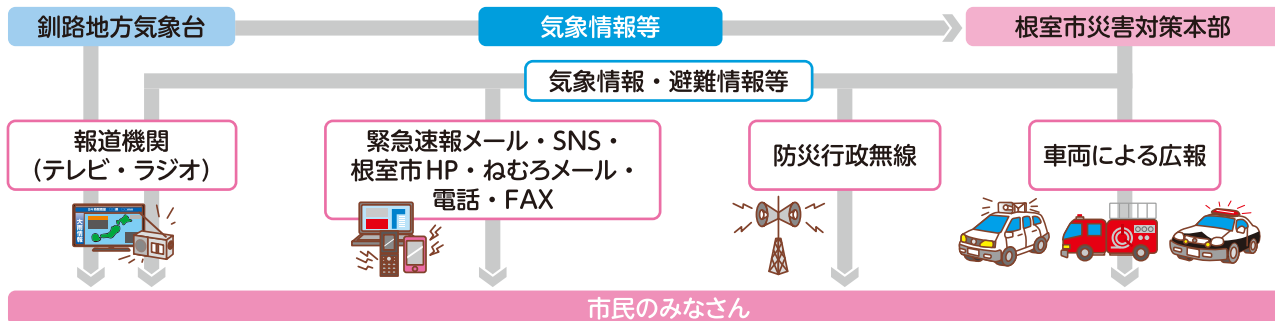 釧路地方気象台
気象情報等
根室市災害対策本部
気象情報・避難情報等
報道機関
(テレビ・ラジオ)
緊急速報メール・SNS・
根室市HP・ねむろメール・
電話・FAX
防災行政無線
車両による広報
大雨情報
市民のみなさん